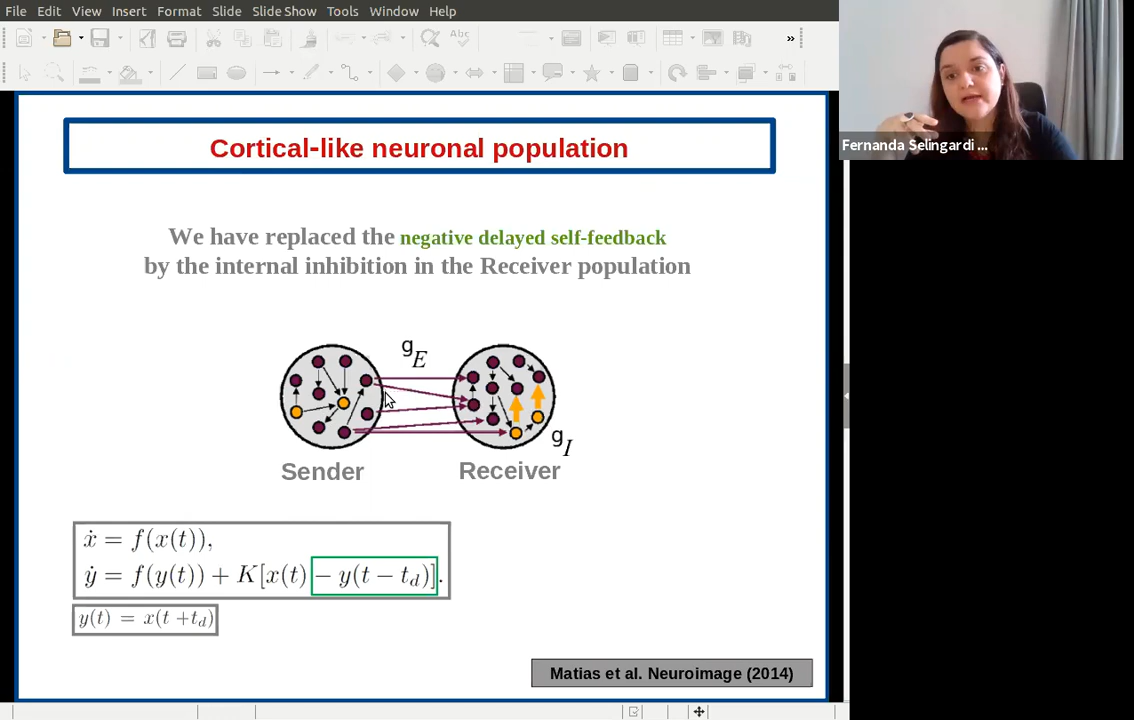 File Edit View Insert Format Slide Slide Show Tools Window Help
Abc
»
Fernanda Selingardi ...
Cortical-like neuronal population
We have replaced the negative delayed self-feedback
by the internal inhibition in the Receiver population
gE
gI
Sender Receiver
ẋ = f(x(t)),
ẏ = f(y(t)) + K[x(t) − y(t − td)].
y(t) = x(t +td)
Matias et al. Neuroimage (2014)